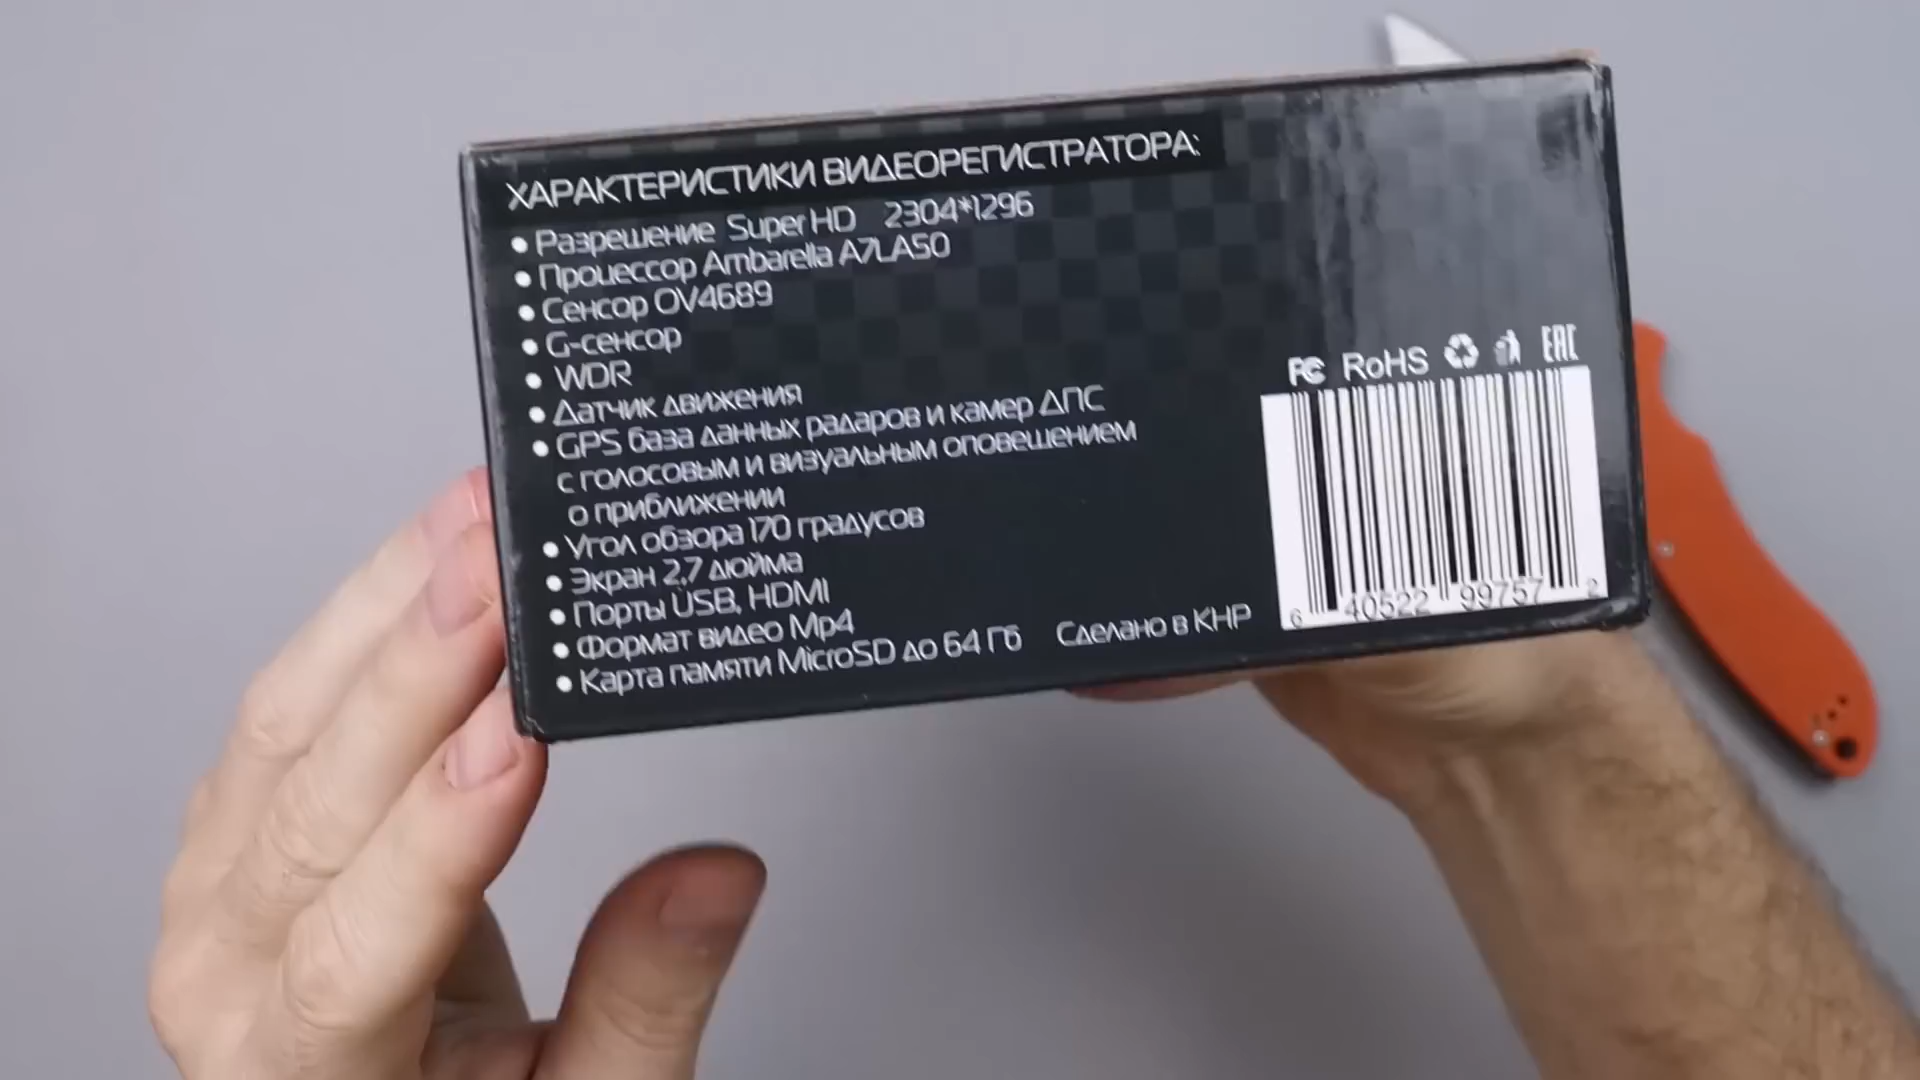 ХАРАКТЕРИСТИКИ ВИДЕОРЕГИСТРАТОРА:
• Разрешение Super HD 2304*1296
• Процессор Ambarella A7LA50
• Сенсор OV4689
• G-сенсор
• WDR
• Датчик движения
• GPS база данных радаров и камер ДПС
с голосовым и визуальным оповещением
о приближении
• Угол обзора 170 градусов
• Экран 2,7 дюйма
• Порты USB, HDMI
• Формат видео Mp4
• Карта памяти MicroSD до 64 Гб
Сделано в КНР
FC RoHS EAC
6 40522 99757 2